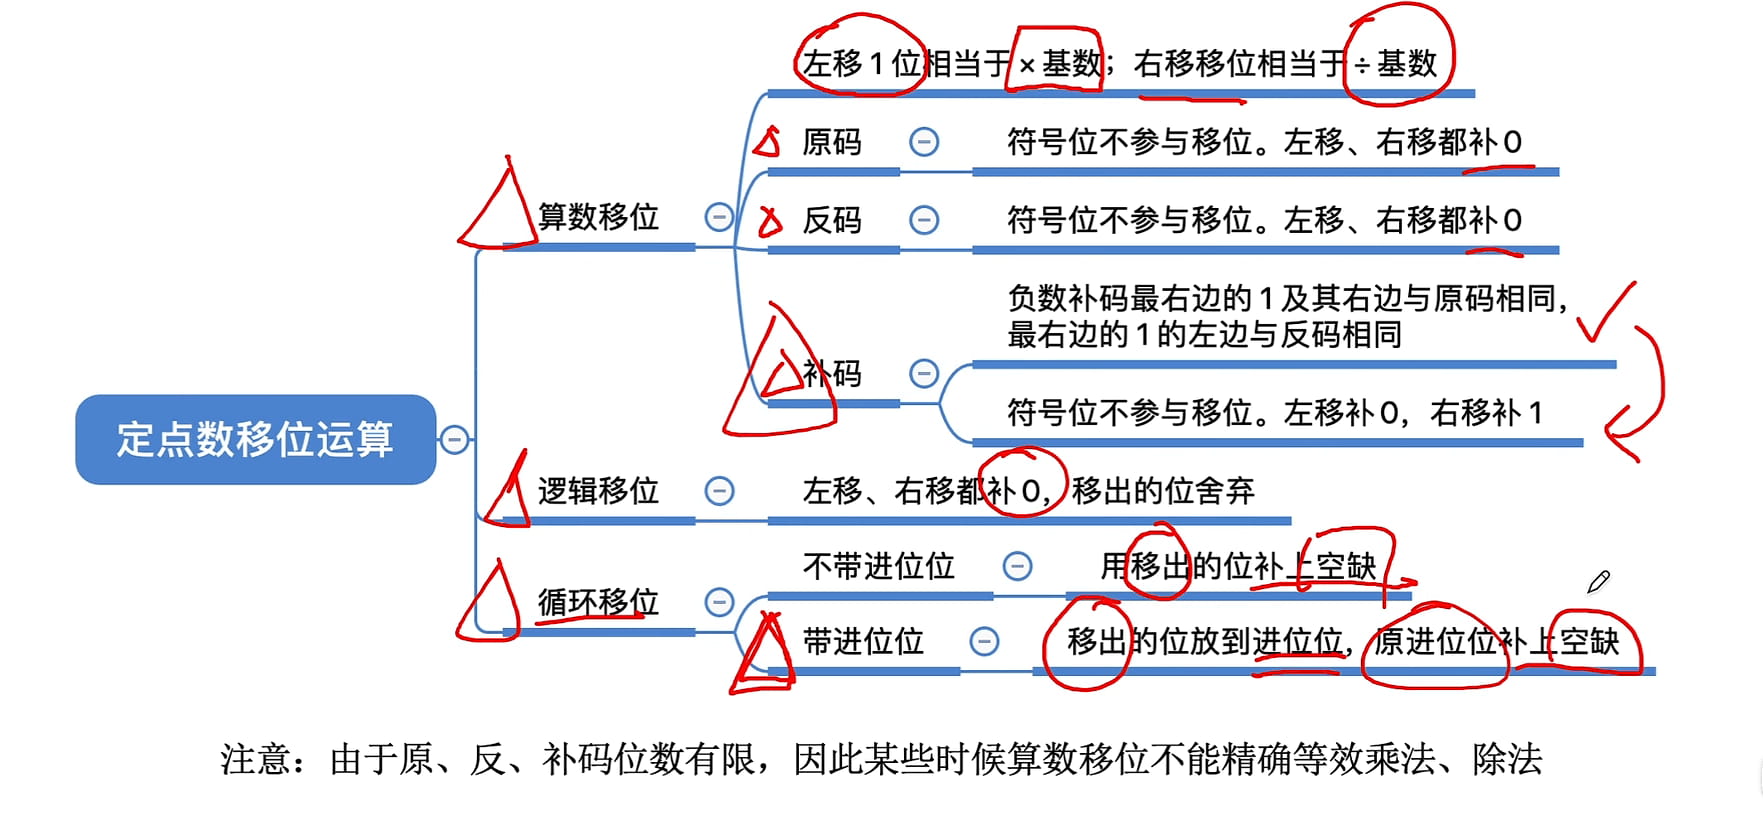 左移1位相当于×基数；右移移位相当于÷基数
原码
符号位不参与移位。左移、右移都补0
算数移位
反码
符号位不参与移位。左移、右移都补0
负数补码最右边的1及其右边与原码相同，
最右边的1的左边与反码相同
补码
符号位不参与移位。左移补0，右移补1
定点数移位运算
逻辑移位
左移、右移都补0，移出的位舍弃
不带进位位
用移出的位补上空缺
循环移位
带进位位
移出的位放到进位位，原进位位补上空缺
注意：由于原、反、补码位数有限，因此某些时候算数移位不能精确等效乘法、除法